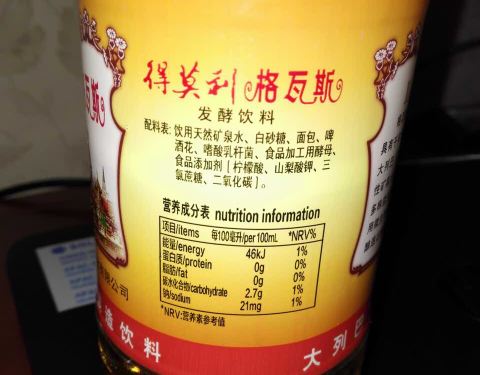 得莫利格瓦斯
发酵饮料
配料表: 饮用天然矿泉水、白砂糖、面包、啤
酒花、嗜酸乳杆菌、食品加工用酵母、
食品添加剂 [ 柠檬酸、山梨酸钾、三
氯蔗糖、二氧化碳 ]。
营养成分表 nutrition information
项目/items 每100毫升/per100mL *NRV%
能量/energy 46kJ 1%
蛋白质/protein 0g 0%
脂肪/fat 0g 0%
碳水化合物/carbohydrate 2.7g 1%
钠/sodium 21mg 1%
*NRV:营养素参考值
瓦斯
限公司
饮料
大列巴